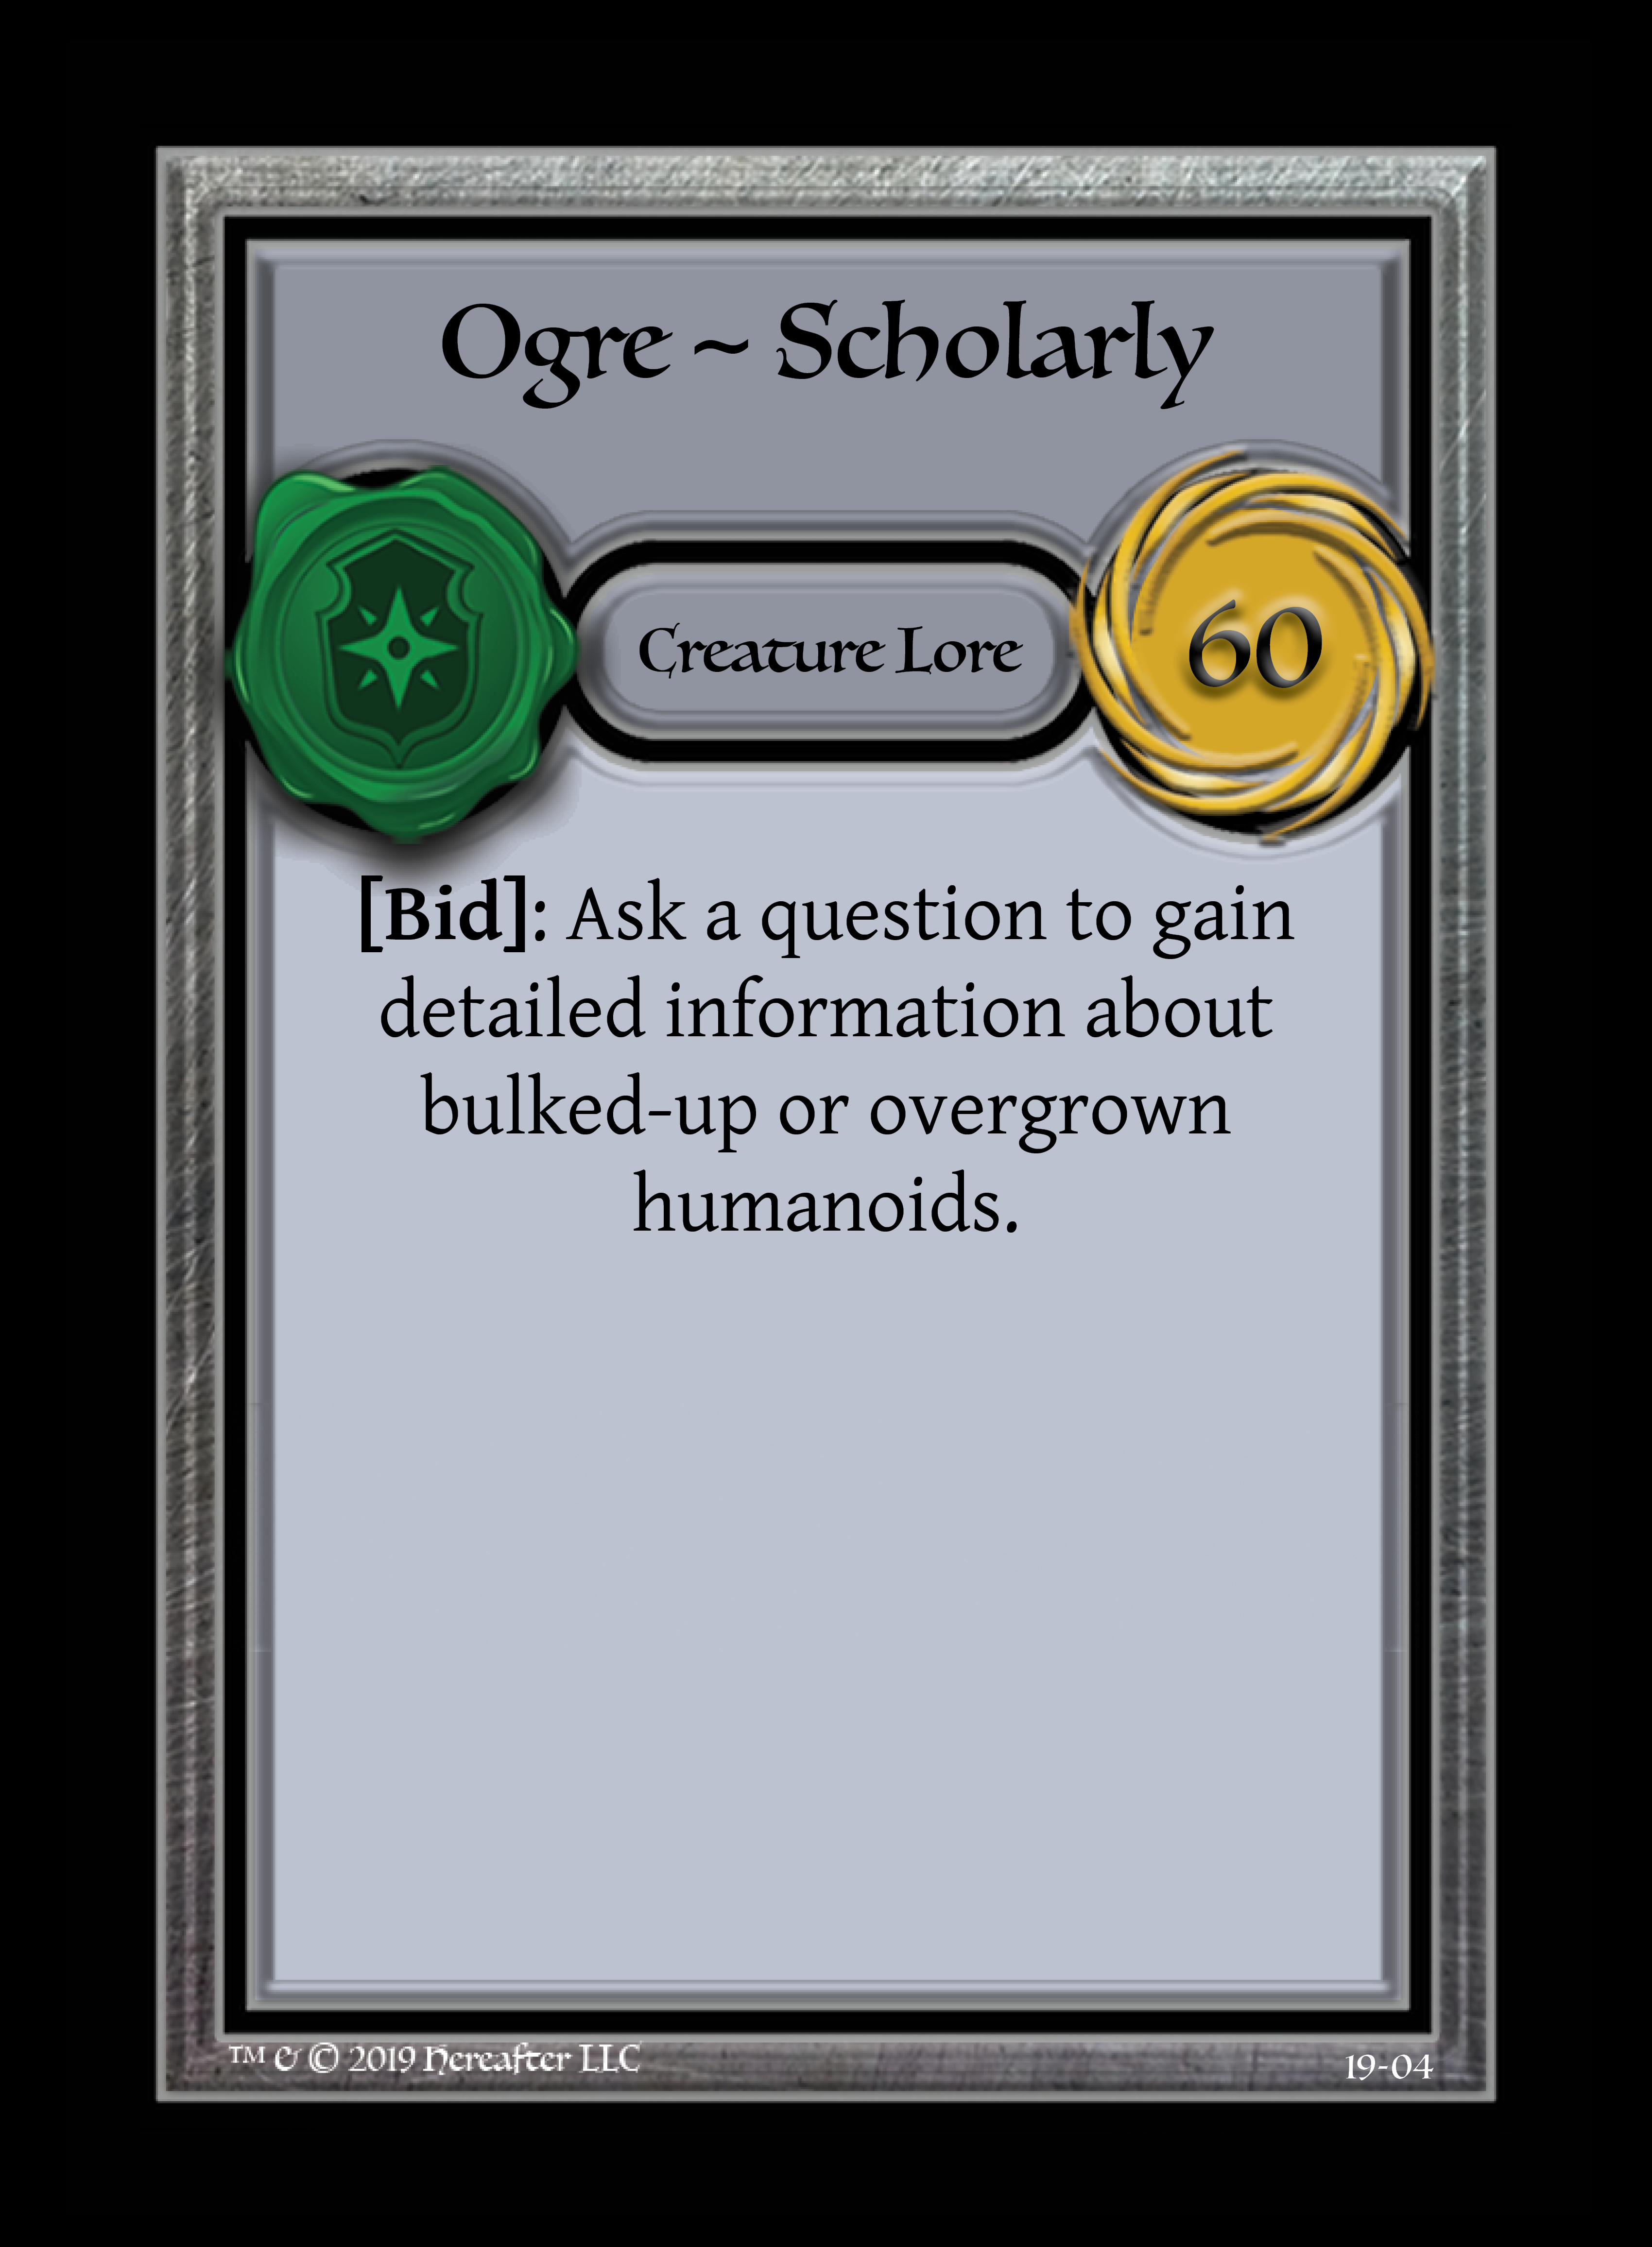 Ogre ~ Scholarly
Creature Lore
60
[Bid]: Ask a question to gain
detailed information about
bulked-up or overgrown
humanoids.
™ & © 2019 Hereafter LLC
19-04